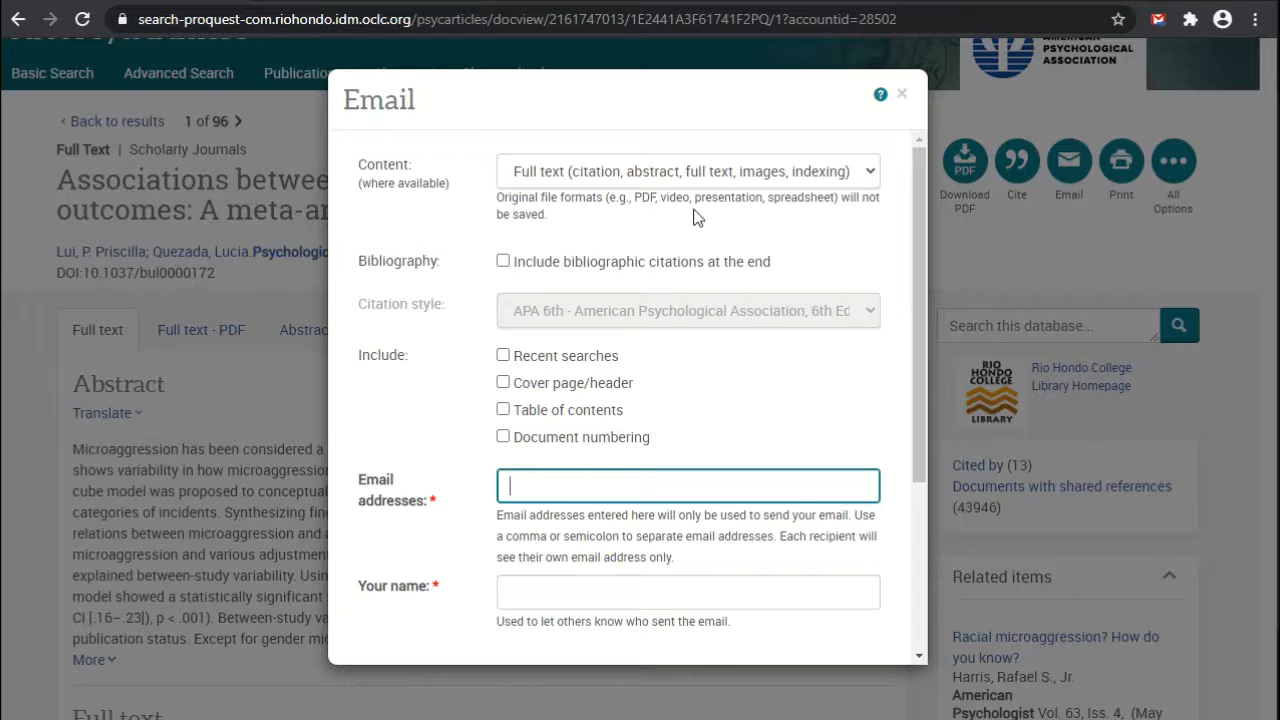 search-proquest-com.riohondo.idm.oclc.org/psycarticles/docview/2161747013/1E2441A3F61741F2PQ/1?accountid=28502
AMERICAN
PSYCHOLOGICAL
ASSOCIATION
Basic Search
Advanced Search
Publicatio
‹ Back to results 1 of 96
Full Text | Scholarly Journals
Associations betwe
outcomes: A meta-a
Lui, P. Priscilla; Quezada, Lucia. Psychologic
DOI:10.1037/bul0000172
PDF
Download
PDF
Cite
Email
Print
All
Options
Full text
Full text - PDF
Abstrac
Abstract
Translate
Microaggression has been considered a
shows variability in how microaggression
cube model was proposed to conceptual
categories of incidents. Synthesizing fin
relations between microaggression and a
microaggression and various adjustmen
explained between-study variability. Usin
model showed a statistically significant
CI [.16–.23]), p < .001). Between-study va
publication status. Except for gender mic
More
Full text
Email
Content:
(where available)
Full text (citation, abstract, full text, images, indexing)
Original file formats (e.g., PDF, video, presentation, spreadsheet) will not
be saved.
Bibliography:
Include bibliographic citations at the end
Citation style:
APA 6th - American Psychological Association, 6th Ed
Include:
Recent searches
Cover page/header
Table of contents
Document numbering
Email
addresses: *
Email addresses entered here will only be used to send your email. Use
a comma or semicolon to separate email addresses. Each recipient will
see their own email address only.
Your name: *
Used to let others know who sent the email.
Search this database...
RIO
HONDO
COLLEGE
LIBRARY
Rio Hondo College
Library Homepage
Cited by (13)
Documents with shared references
(43946)
Related items
Racial microaggression? How do
you know?
Harris, Rafael S., Jr.
American
Psychologist Vol. 63, Iss. 4, (May